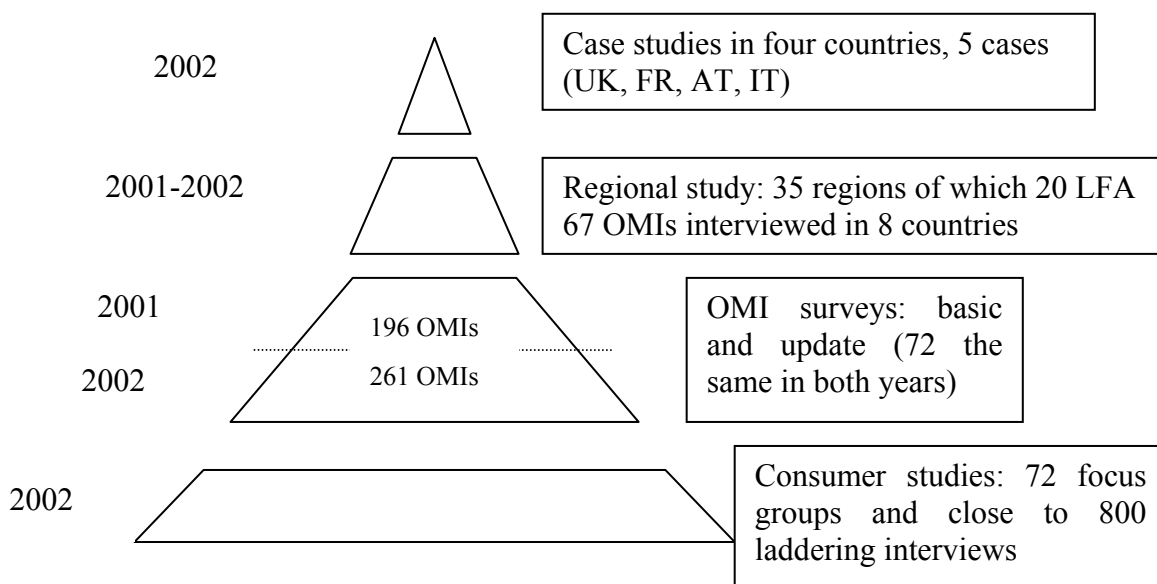 2002
Case studies in four countries, 5 cases
(UK, FR, AT, IT)
2001-2002
Regional study: 35 regions of which 20 LFA
67 OMIs interviewed in 8 countries
2001
196 OMIs
2002
261 OMIs
OMI surveys: basic
and update (72 the
same in both years)
2002
Consumer studies: 72 focus
groups and close to 800
laddering interviews